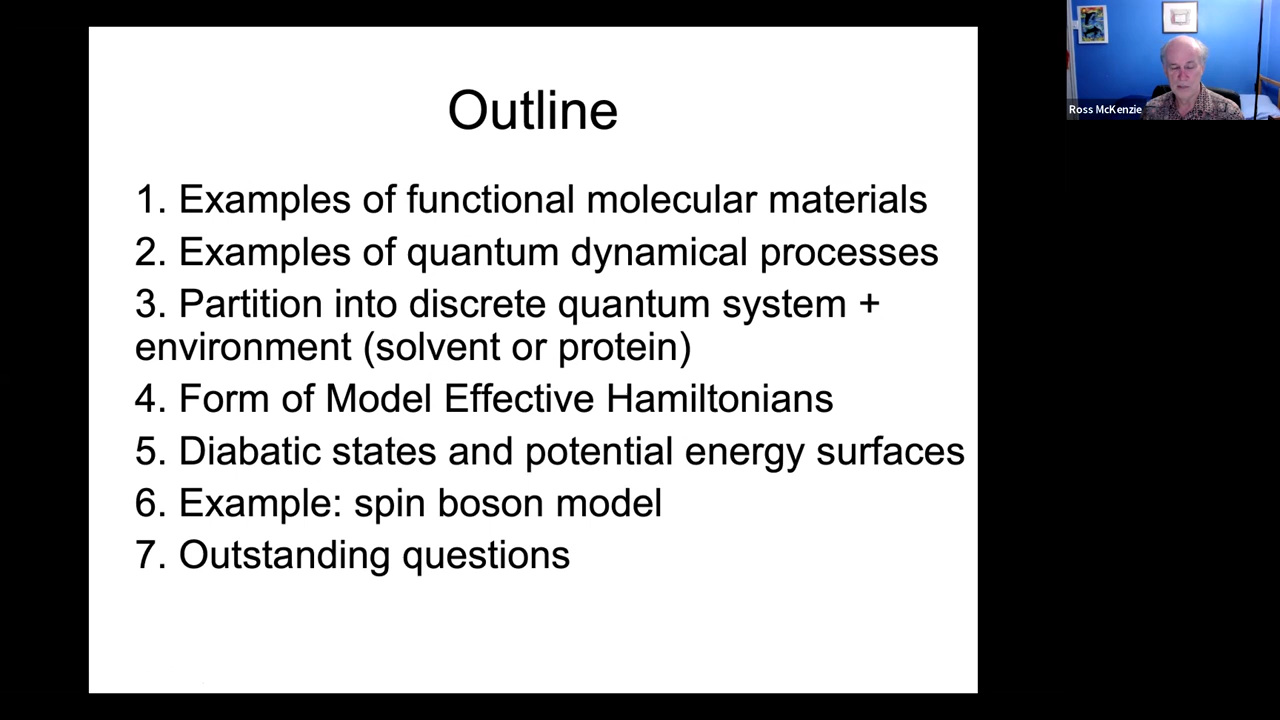 Outline
1. Examples of functional molecular materials
2. Examples of quantum dynamical processes
3. Partition into discrete quantum system +
environment (solvent or protein)
4. Form of Model Effective Hamiltonians
5. Diabatic states and potential energy surfaces
6. Example: spin boson model
7. Outstanding questions
Ross McKenzie